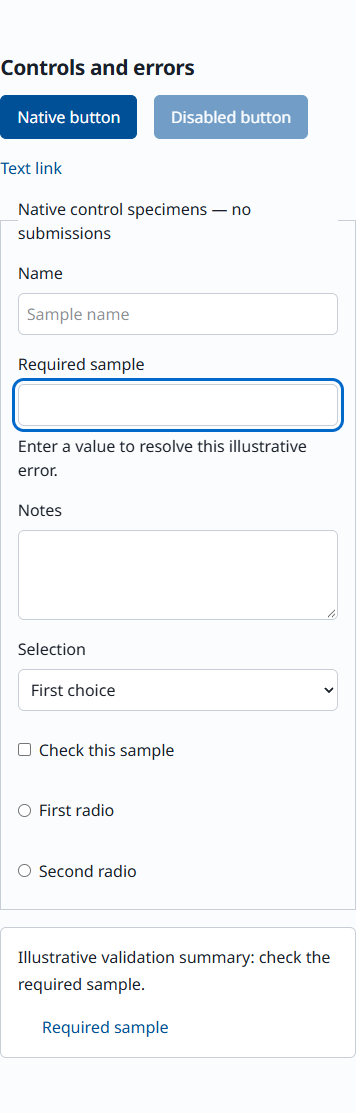 Controls and errors
Native button
Disabled button
Text link
Native control specimens — no
submissions
Name
Sample name
Required sample
Enter a value to resolve this illustrative
error.
Notes
Selection
First choice
Check this sample
First radio
Second radio
Illustrative validation summary: check the
required sample.
Required sample